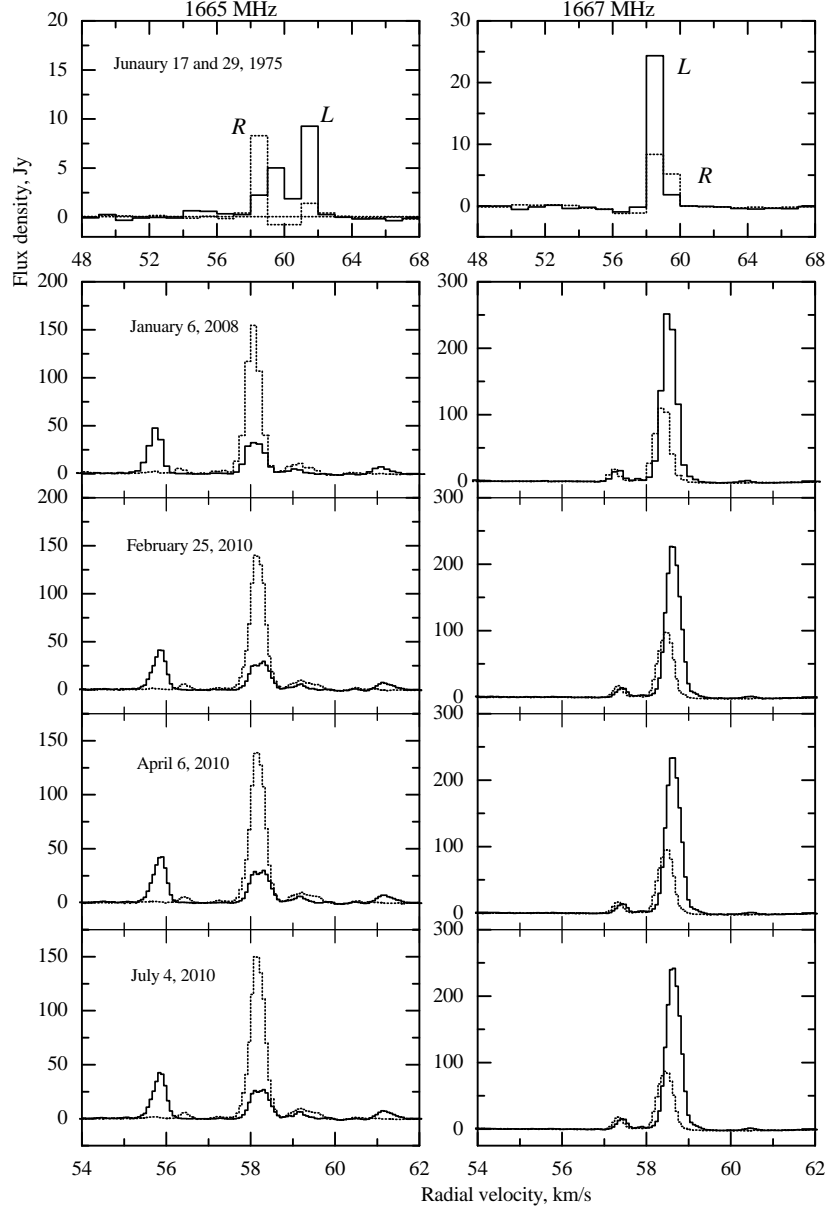 1665 MHz
1667 MHz
Junaury 17 and 29, 1975
R
L
L
R
20
15
10
5
0
30
20
10
0
48 52 56 60 64 68
48 52 56 60 64 68
Flux density, Jy
January 6, 2008
200
150
100
50
0
300
200
100
0
February 25, 2010
200
150
100
50
0
300
200
100
0
April 6, 2010
150
100
50
0
300
200
100
0
July 4, 2010
150
100
50
0
300
200
100
0
54 56 58 60 62
54 56 58 60 62
Radial velocity, km/s